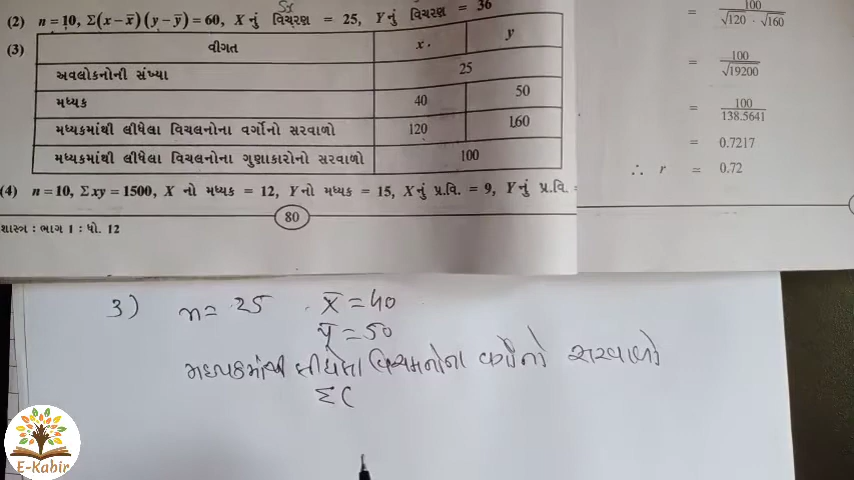 (2) n = 10, Σ(x – x̅)(y – y̅) = 60, X નું વિચરણ = 25, Y નું વિચરણ = 36
Sx
(3)
વીગત x. y
અવલોકનોની સંખ્યા 25
મધ્યક 40 50
મધ્યકમાંથી લીધેલા વિચલનોના વર્ગોનો સરવાળો 120 160
મધ્યકમાંથી લીધેલા વિચલનોના ગુણાકારોનો સરવાળો 100
(4) n = 10, Σxy = 1500, X નો મધ્યક = 12, Y નો મધ્યક = 15, X નું પ્ર.વિ. = 9, Y નું પ્ર.વિ. =
80
શાસ્ત્ર : ભાગ 1 : ધો. 12
= 100 / √120 · √160
= 100 / √19200
= 100 / 138.5641
= 0.7217
∴ r = 0.72
3) n = 25 x̅ = 40
y̅ = 50
મધ્યકમાંથી લીધેલા વિચલનોના વર્ગોનો સરવાળો
Σ(
E-Kabir